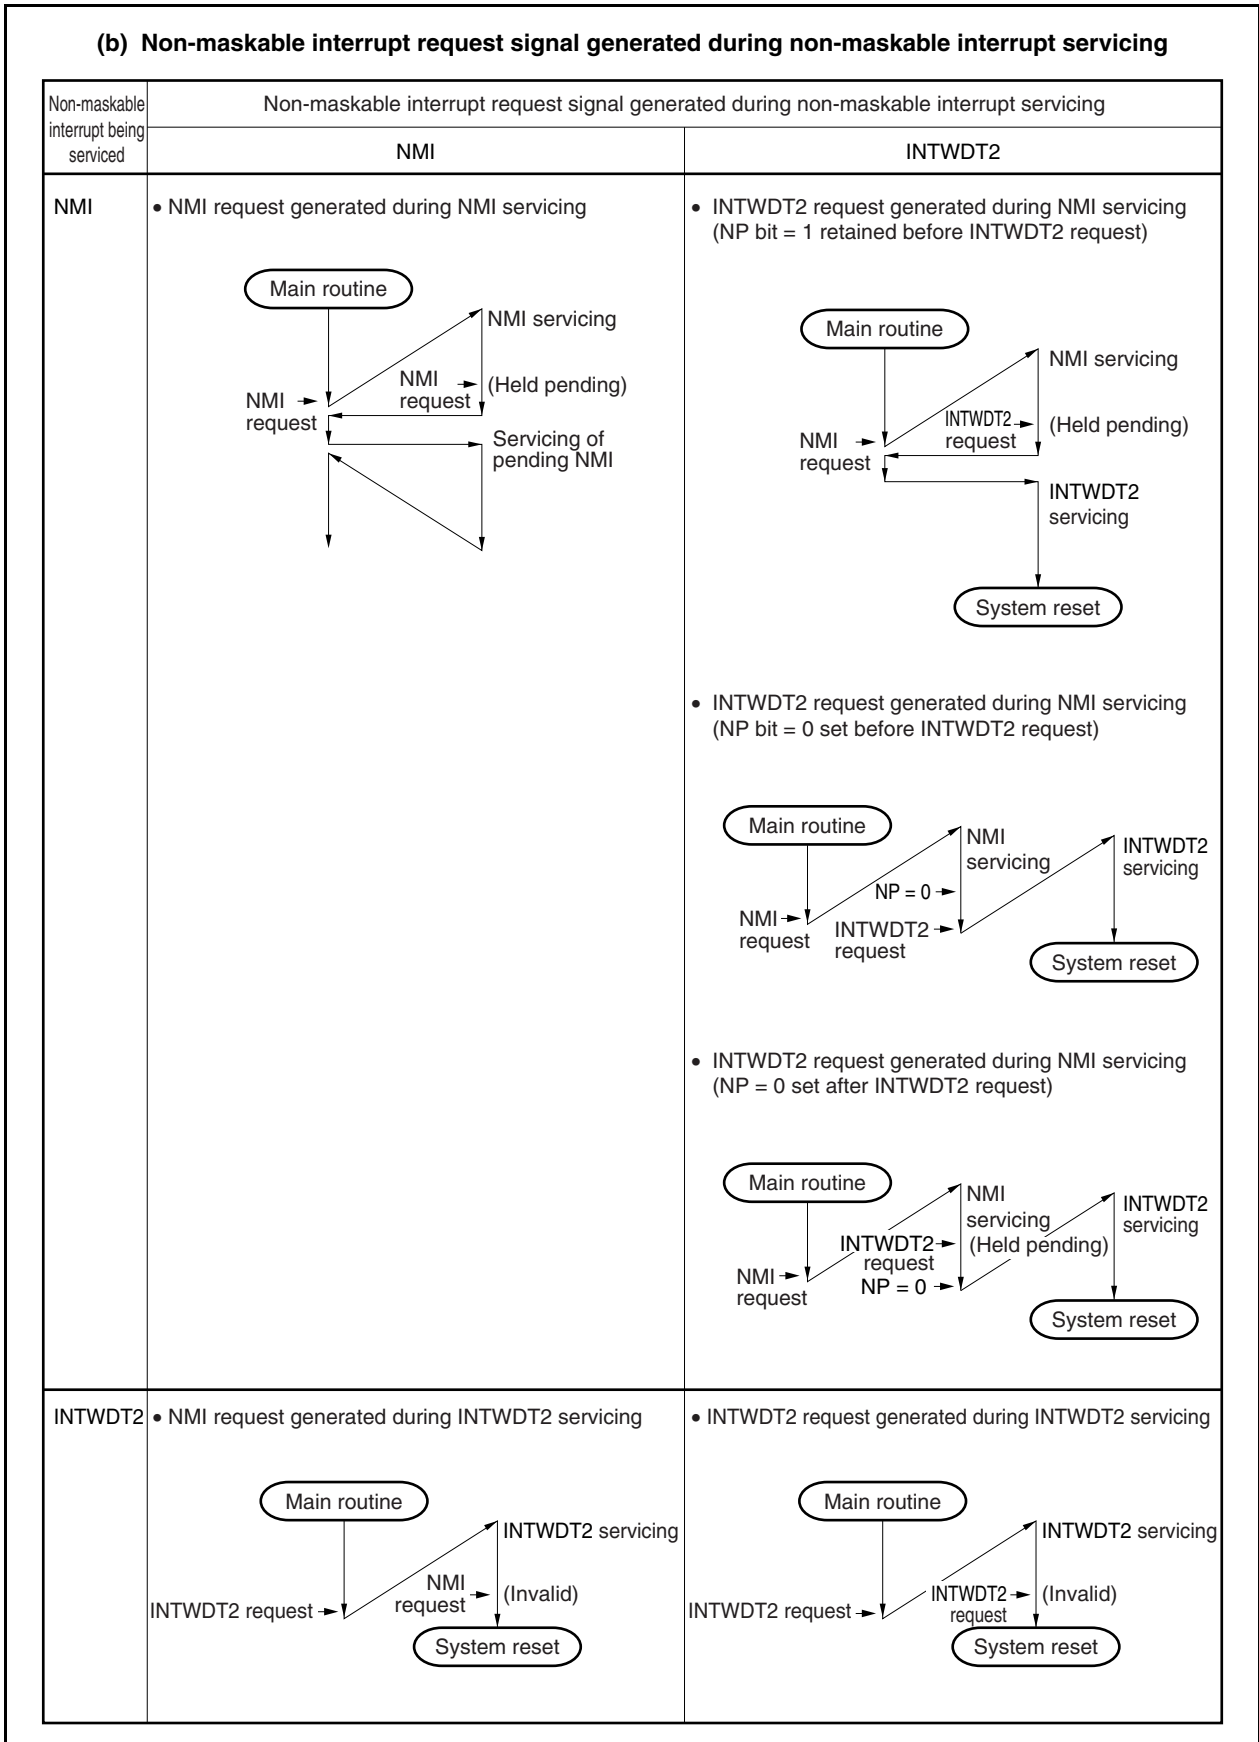 (b) Non-maskable interrupt request signal generated during non-maskable interrupt servicing
Non-maskable
interrupt being
serviced
Non-maskable interrupt request signal generated during non-maskable interrupt servicing
NMI
INTWDT2
NMI
• NMI request generated during NMI servicing
Main routine
NMI servicing
NMI
request
(Held pending)
NMI
request
Servicing of
pending NMI
• INTWDT2 request generated during NMI servicing
(NP bit = 1 retained before INTWDT2 request)
Main routine
NMI servicing
INTWDT2
request
(Held pending)
NMI
request
INTWDT2
servicing
System reset
• INTWDT2 request generated during NMI servicing
(NP bit = 0 set before INTWDT2 request)
Main routine
NMI
servicing
INTWDT2
servicing
NP = 0
NMI
request
INTWDT2
request
System reset
• INTWDT2 request generated during NMI servicing
(NP = 0 set after INTWDT2 request)
Main routine
NMI
servicing
(Held pending)
INTWDT2
servicing
INTWDT2
request
NMI
request
NP = 0
System reset
INTWDT2
• NMI request generated during INTWDT2 servicing
Main routine
INTWDT2 servicing
NMI
request
(Invalid)
INTWDT2 request
System reset
• INTWDT2 request generated during INTWDT2 servicing
Main routine
INTWDT2 servicing
INTWDT2
request
(Invalid)
INTWDT2 request
System reset